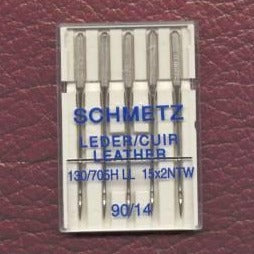 SCHMETZ
LEDER/CUIR
LEATHER
130/705H LL 15x2NTW
90/14